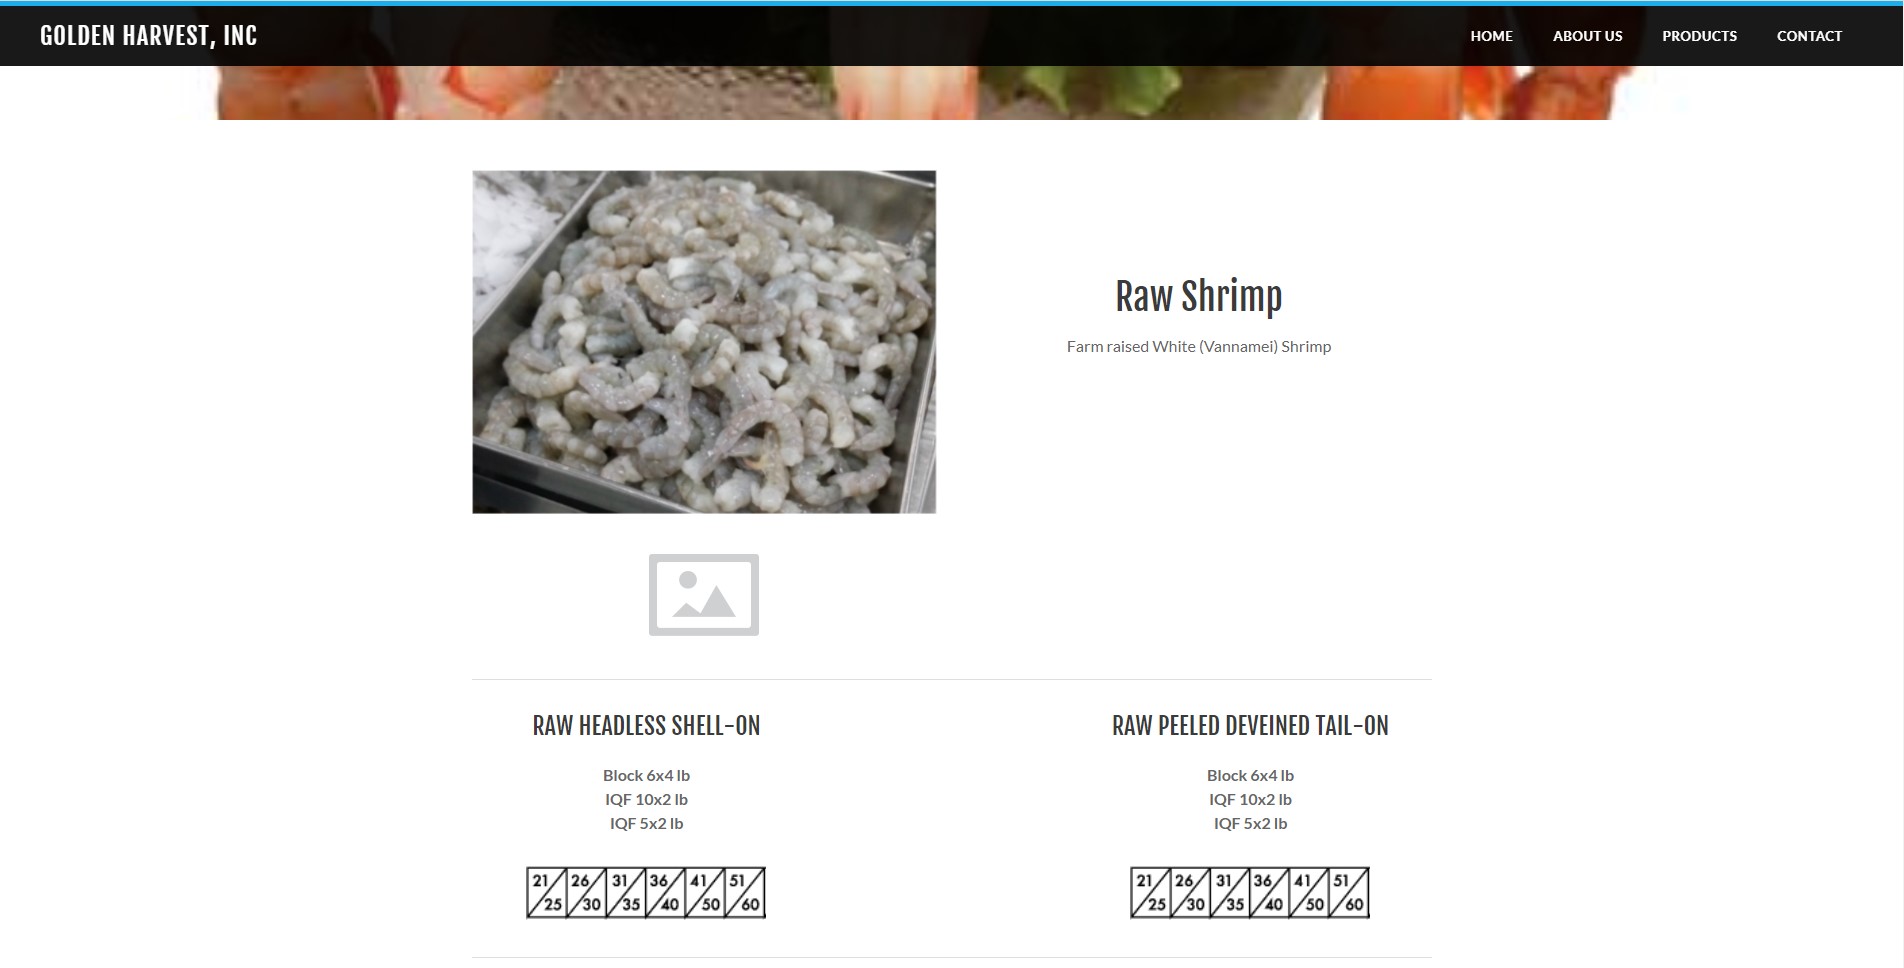 GOLDEN HARVEST, INC
HOME ABOUT US PRODUCTS CONTACT
Raw Shrimp
Farm raised White (Vannamei) Shrimp
RAW HEADLESS SHELL-ON
Block 6x4 lb
IQF 10x2 lb
IQF 5x2 lb
21/25 26/30 31/35 36/40 41/50 51/60
RAW PEELED DEVEINED TAIL-ON
Block 6x4 lb
IQF 10x2 lb
IQF 5x2 lb
21/25 26/30 31/35 36/40 41/50 51/60